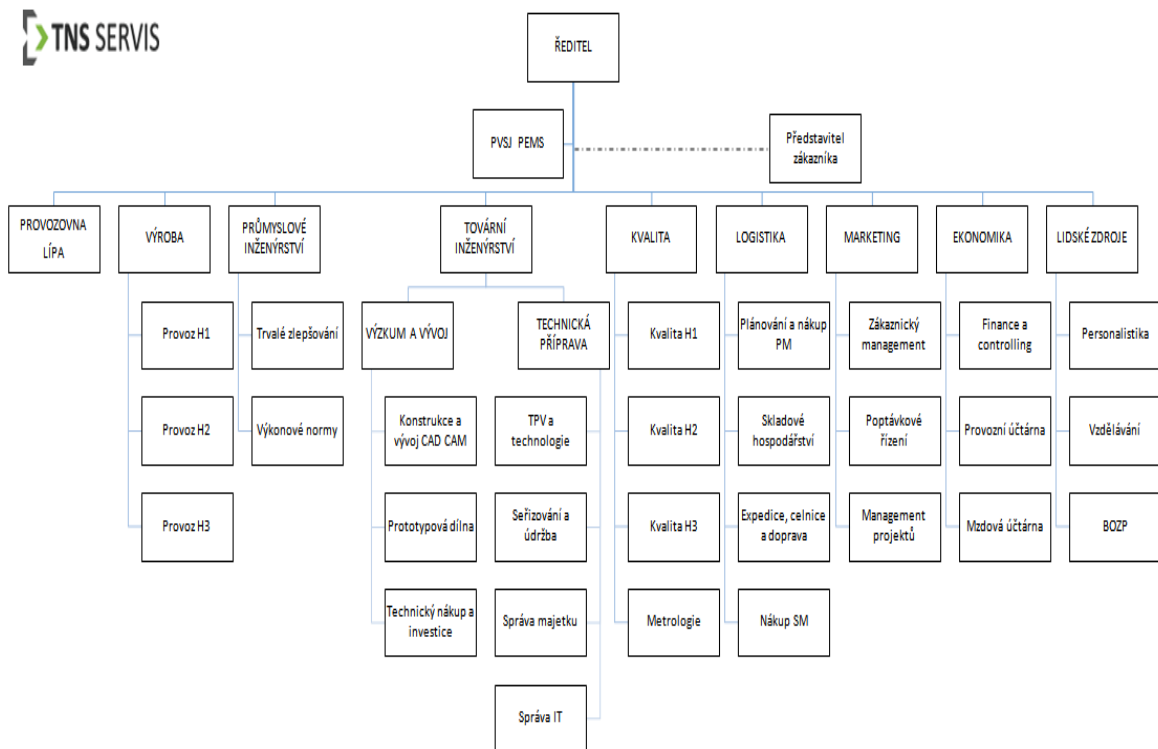 TNS SERVIS
ŘEDITEL
PVSJ PEMS
Představitel
zákazníka
PROVOZOVNA
LÍPA
VÝROBA
PRŮMYSLOVÉ
INŽENÝRSTVÍ
TOVÁRNÍ
INŽENÝRSTVÍ
KVALITA
LOGISTIKA
MARKETING
EKONOMIKA
LIDSKÉ ZDROJE
Provoz H1
Trvalé zlepšování
VÝZKUM A VÝVOJ
TECHNICKÁ
PŘÍPRAVA
Kvalita H1
Plánování a nákup
PM
Zákaznický
management
Finance a
controlling
Personalistika
Provoz H2
Výkonové normy
Konstrukce a
vývoj CAD CAM
TPV a
technologie
Kvalita H2
Skladové
hospodářství
Poptávkové
řízení
Provozní účtárna
Vzdělávání
Provoz H3
Prototypová dílna
Seřizování a
údržba
Kvalita H3
Expedice, celnice
a doprava
Management
projektů
Mzdová účtárna
BOZP
Technický nákup a
investice
Správa majetku
Metrologie
Nákup SM
Správa IT